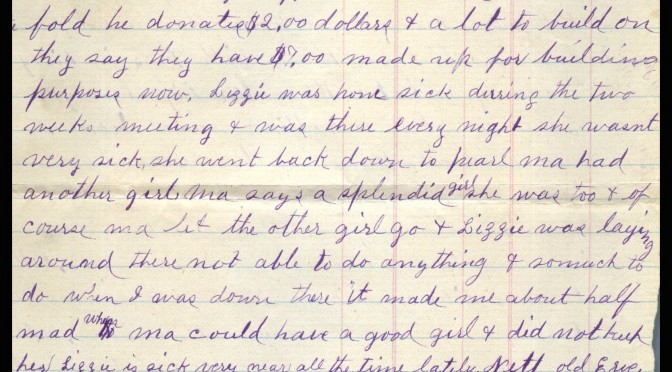 fold he donates $2,00 dollars & a lot to build on
they say they have $7,00 made up for building
purposes now, Lizzie was home sick during the two
weeks meeting & was there every night she wasnt
very sick, she went back down to pearl ma had
another girl, ma says a splendid girl she was too & of
course ma let the other girl go & Lizzie was laying
around there not able to do anything & somuch to
do when I was down there it made me about half
mad when ma could have a good girl & did not keep
her Lizzie is sick very near all the time lately, Nett old